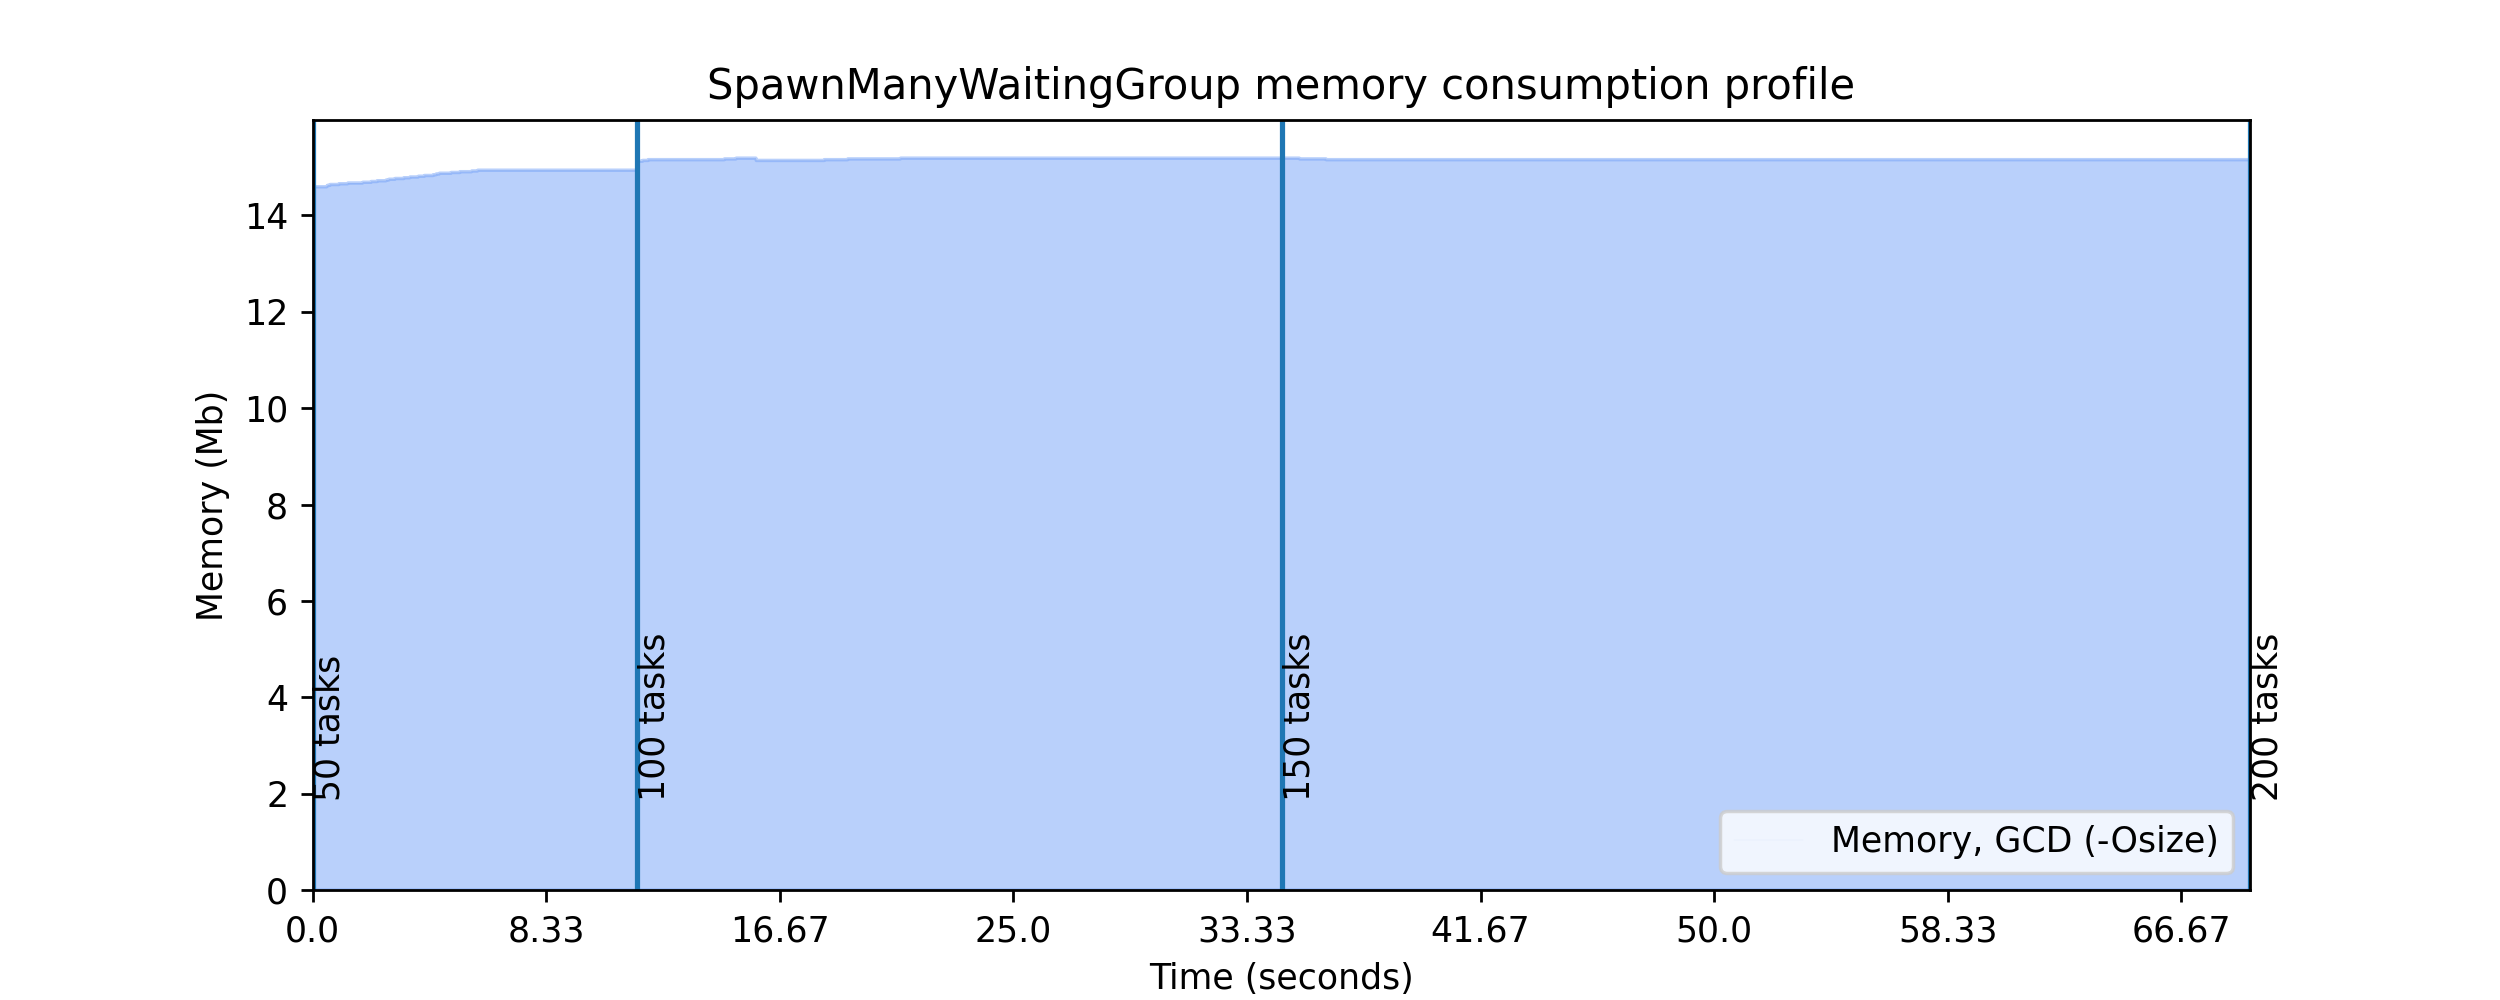 SpawnManyWaitingGroup memory consumption profile
Memory (Mb)
14
12
10
8
6
4
2
0
50 tasks
100 tasks
150 tasks
200 tasks
Memory, GCD (-Osize)
0.0 8.33 16.67 25.0 33.33 41.67 50.0 58.33 66.67
Time (seconds)